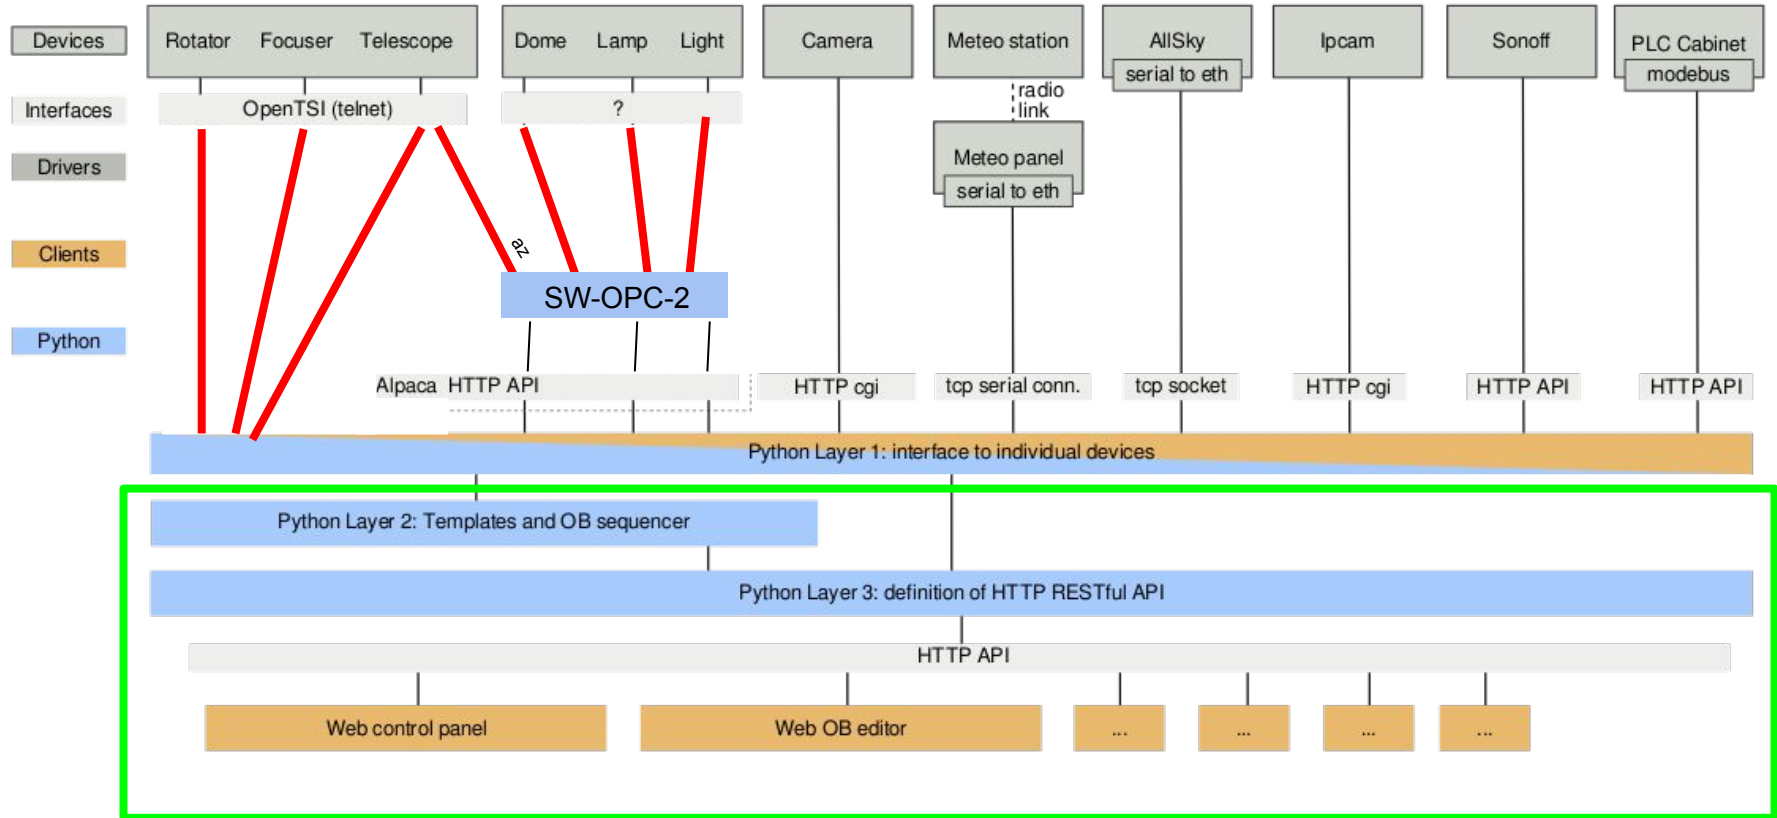 Devices
Rotator Focuser Telescope
Dome Lamp Light
Camera
Meteo station
AllSky
serial to eth
Ipcam
Sonoff
PLC Cabinet
modebus
Interfaces
OpenTSI (telnet)
?
radio
link
Drivers
Meteo panel
serial to eth
Clients
az
SW-OPC-2
Python
Alpaca HTTP API
HTTP cgi
tcp serial conn.
tcp socket
HTTP cgi
HTTP API
HTTP API
Python Layer 1: interface to individual devices
Python Layer 2: Templates and OB sequencer
Python Layer 3: definition of HTTP RESTful API
HTTP API
Web control panel
Web OB editor
...
...
...
...